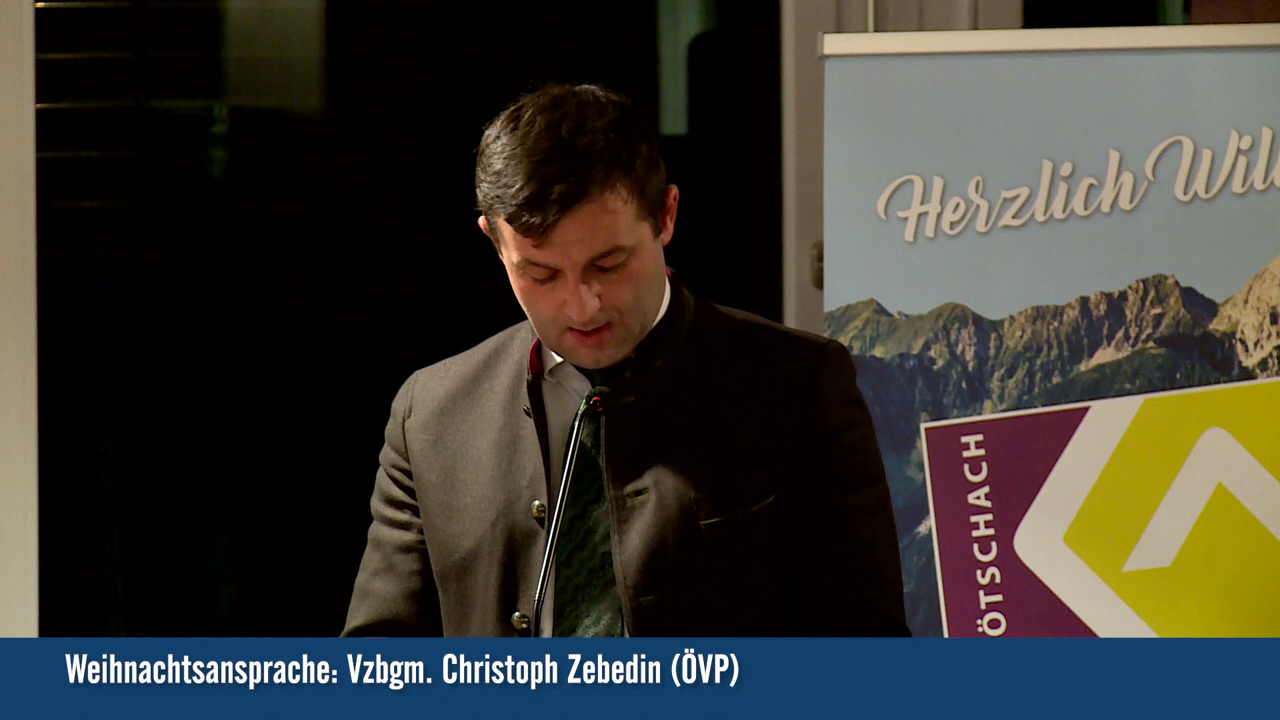 Herzlich Wil
ÖTSCHACH
Weihnachtsansprache: Vzbgm. Christoph Zebedin (ÖVP)